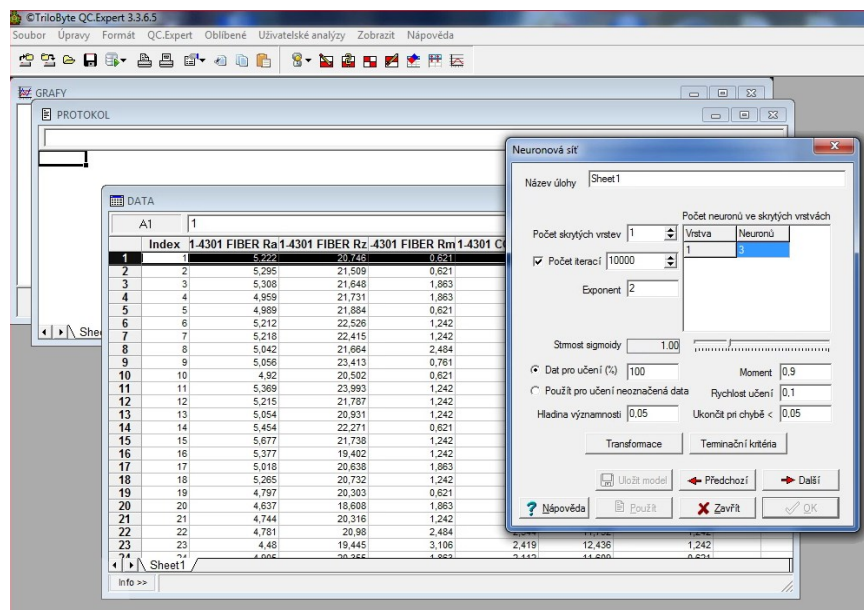 ©TriloByte QC.Expert 3.3.6.5
Soubor Úpravy Formát QC.Expert Oblíbené Uživatelské analýzy Zobrazit Nápověda
GRAFY
PROTOKOL
DATA
A1 1
Index 1-4301 FIBER Ra 1-4301 FIBER Rz -4301 FIBER Rm 1-4301 CO
1 1 5,222 20,746 0,621
2 2 5,295 21,509 0,621
3 3 5,308 21,648 1,863
4 4 4,959 21,731 1,863
5 5 4,989 21,884 0,621
6 6 5,212 22,526 1,242
7 7 5,218 22,415 1,242
8 8 5,042 21,664 2,484
9 9 5,056 23,413 0,761
10 10 4,92 20,502 0,621
11 11 5,369 23,993 1,242
12 12 5,215 21,787 1,242
13 13 5,054 20,931 1,242
14 14 5,454 22,271 0,621
15 15 5,677 21,738 1,242
16 16 5,377 19,402 1,242
17 17 5,018 20,638 1,863
18 18 5,265 20,732 1,242
19 19 4,797 20,303 0,621
20 20 4,637 18,608 1,863
21 21 4,744 20,316 1,242
22 22 4,781 20,98 2,484
23 23 4,48 19,445 3,106 2,419 12,436 1,242
Sheet1
Info >>
She
Neuronová síť
Název úlohy Sheet1
Počet neuronů ve skrytých vrstvách
Počet skrytých vrstev 1
Vrstva Neuronů
1 3
Počet iterací 10000
Exponent 2
Strmost sigmoidy 1.00
Dat pro učení (%) 100
Moment 0,9
Použít pro učení neoznačená data
Rychlost učení 0,1
Hladina významnosti 0,05
Ukončit pri chybě < 0,05
Transformace Terminační kritéria
Uložit model Předchozí Další
Nápověda Použít Zavřít OK